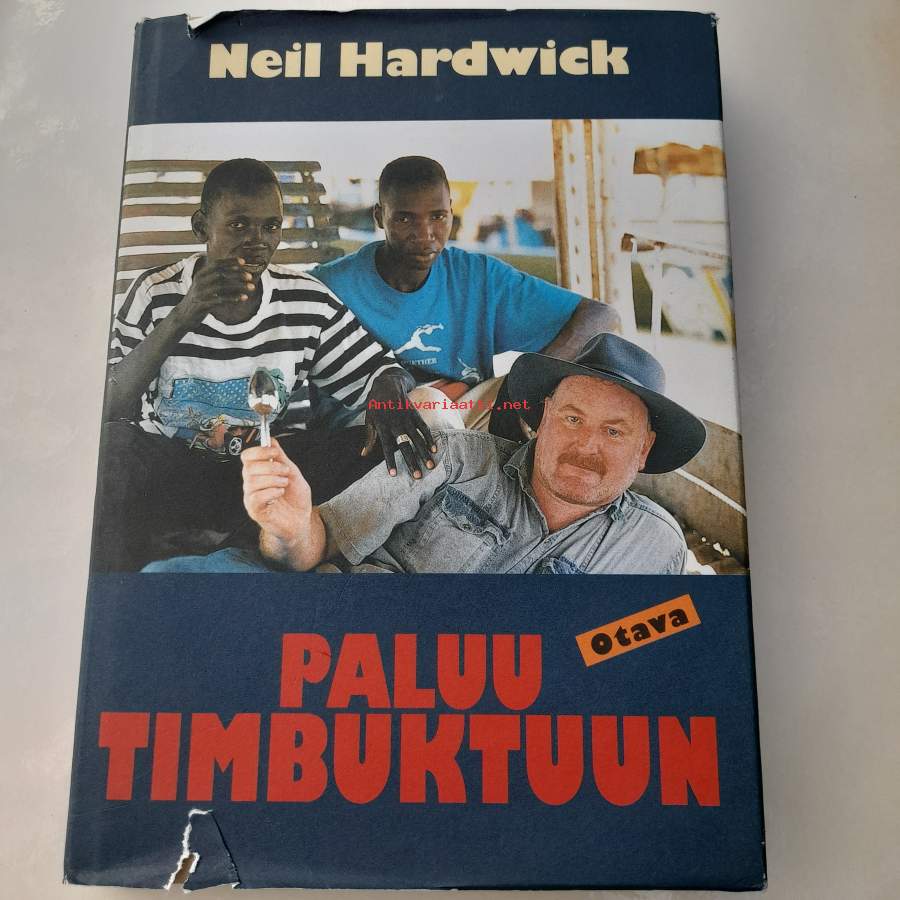 Neil Hardwick
Antikvariaatti.net
Otava
PALUU
TIMBUKTUUN